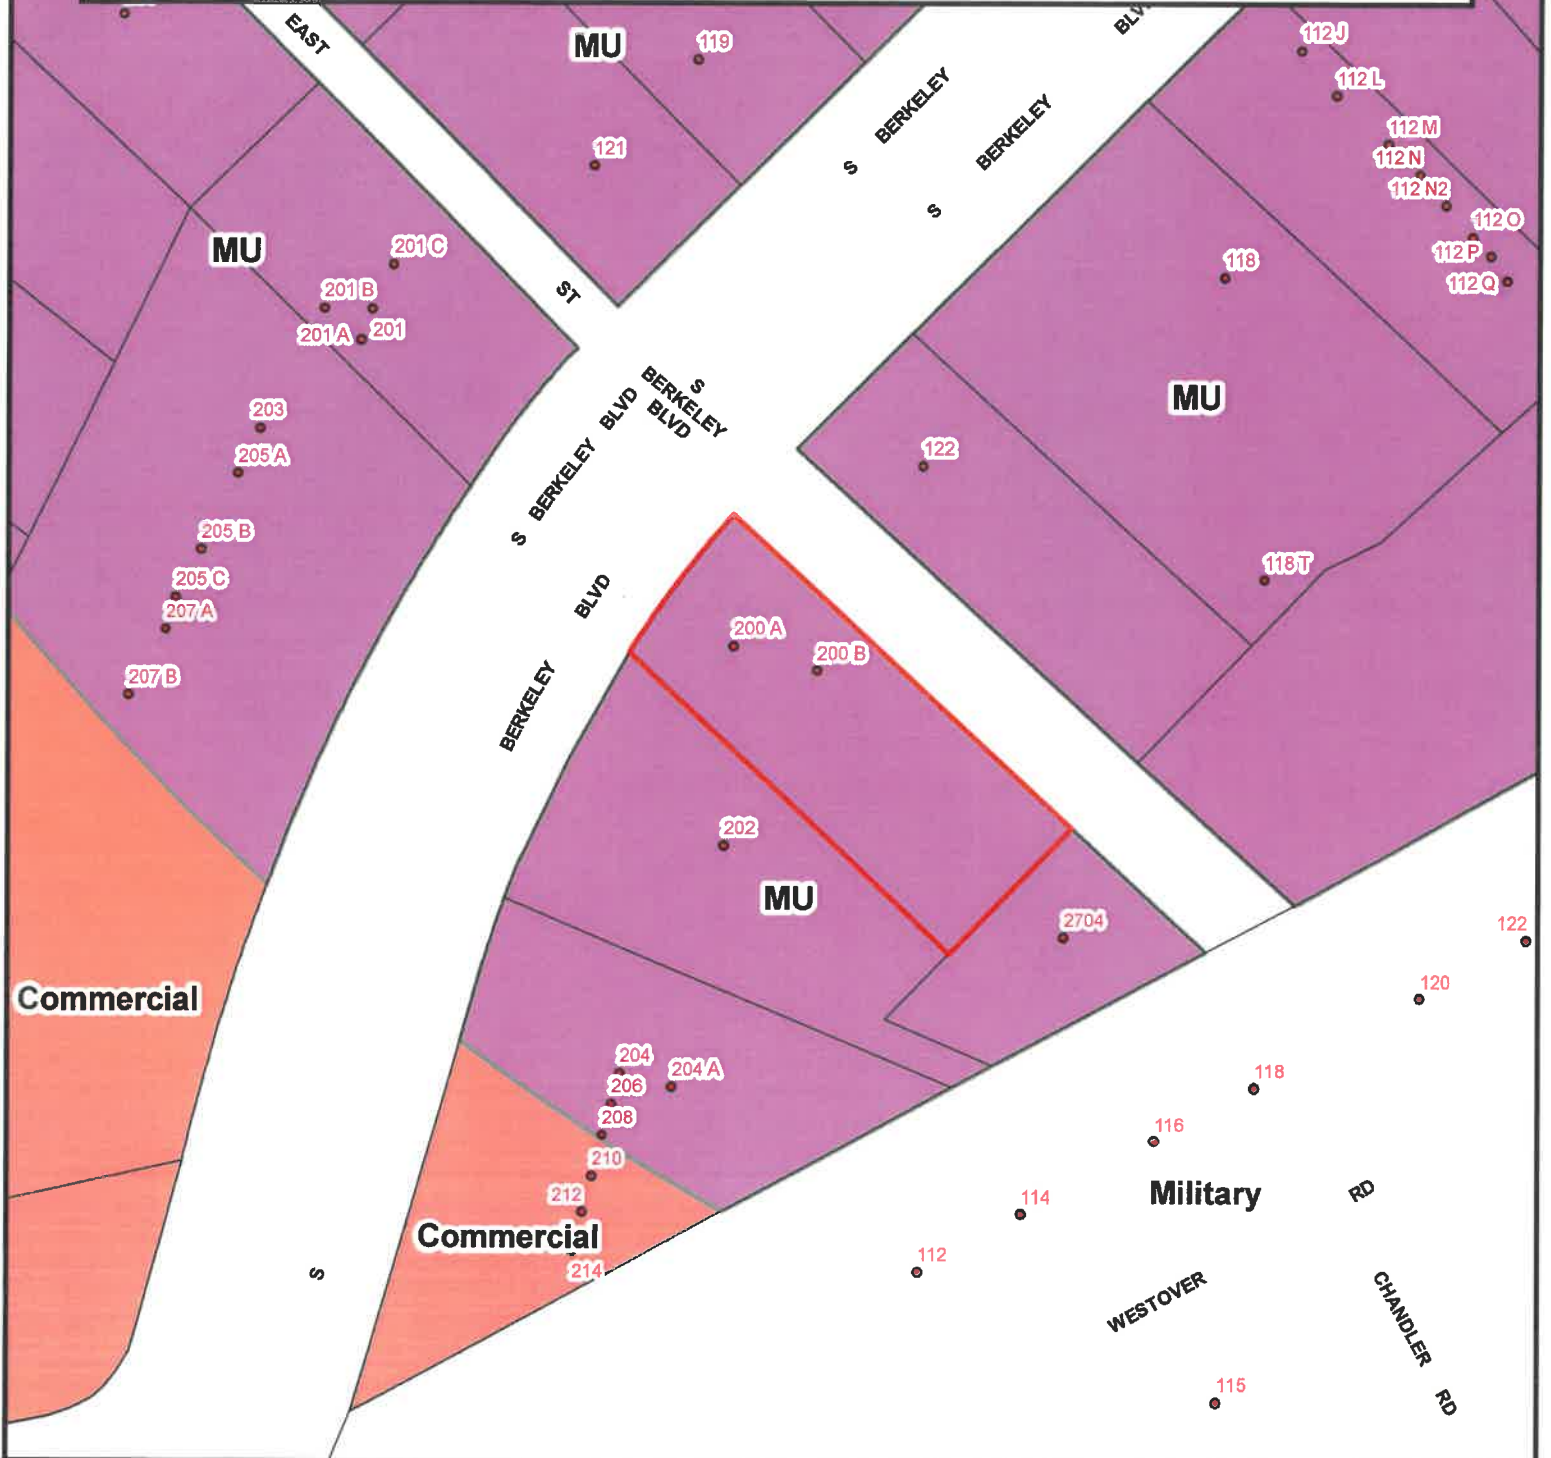 EAST
MU
119
BLV
112 J
112 L
S BERKELEY
S BERKELEY
112 M
121
112 N
112 N2
112 O
MU
201 C
112 P
118
112 Q
201 B
ST
201 A
201
S BERKELEY BLVD
S
BERKELEY
BLVD
MU
203
205 A
122
205 B
118 T
205 C
207 A
BERKELEY BLVD
200 A
200 B
207 B
202
MU
2704
122
Commercial
120
204
204 A
206
118
208
116
210
212
Military
RD
114
Commercial
112
214
S
WESTOVER
CHANDLER RD
115